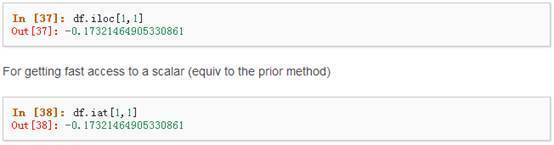 In [37]: df.iloc[1,1]
Out[37]: -0.17321464905330861
For getting fast access to a scalar (equiv to the prior method)
In [38]: df.iat[1,1]
Out[38]: -0.17321464905330861